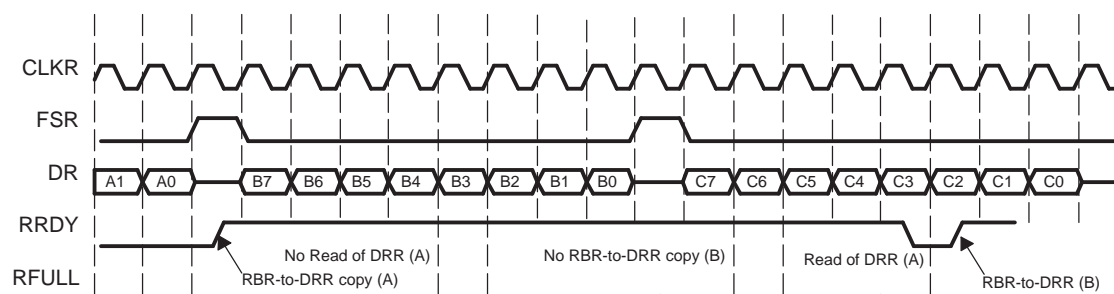 CLKR
FSR
DR A1 A0 B7 B6 B5 B4 B3 B2 B1 B0 C7 C6 C5 C4 C3 C2 C1 C0
RRDY
No Read of DRR (A) No RBR-to-DRR copy (B) Read of DRR (A)
RBR-to-DRR copy (A) RBR-to-DRR (B)
RFULL